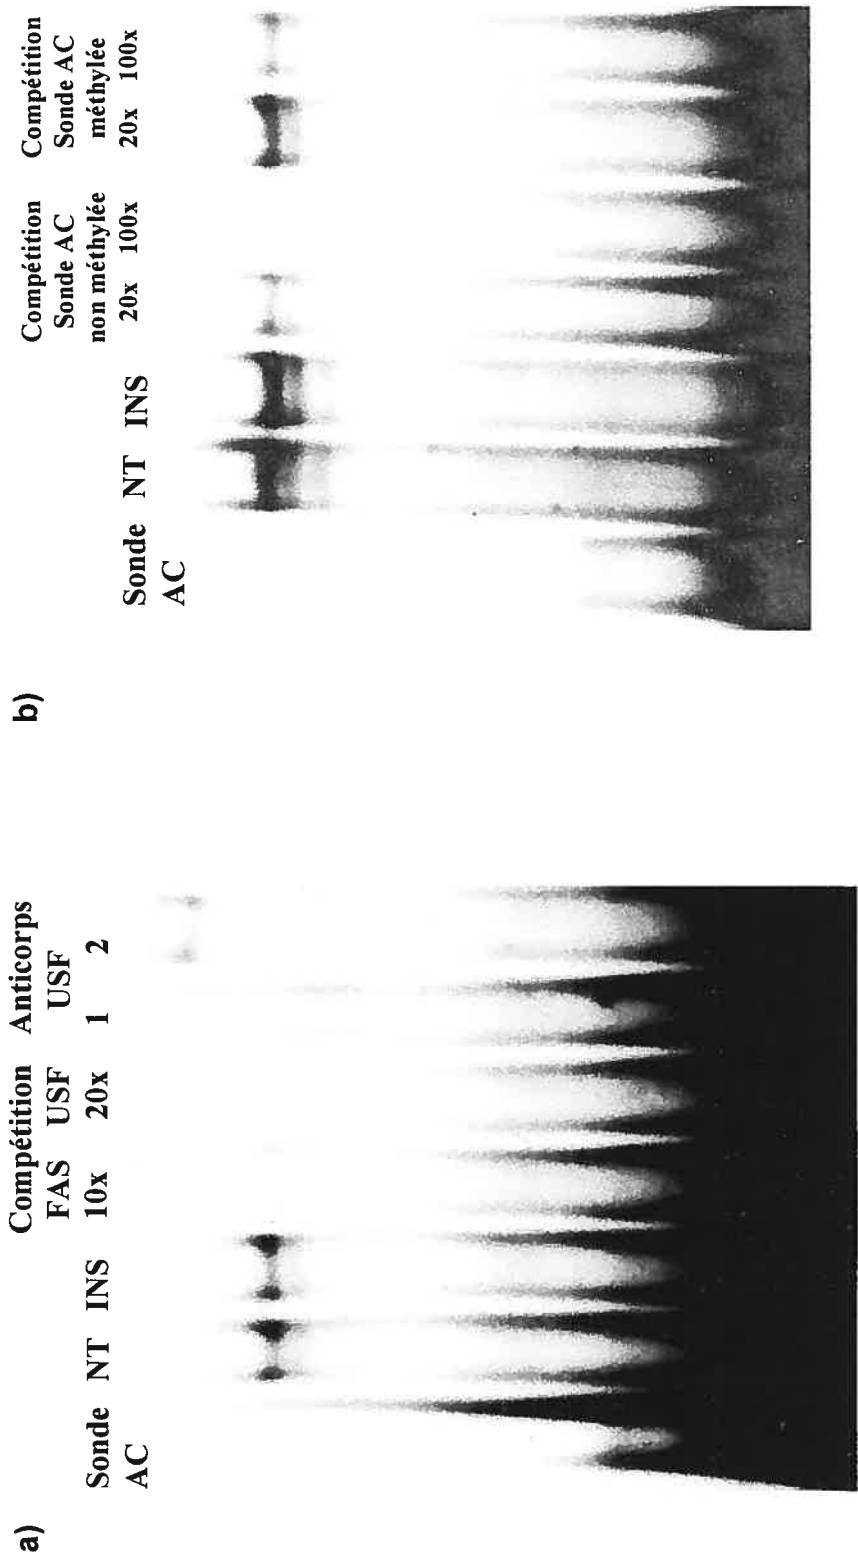 a)
Compétition Anticorps
FAS USF USF
Sonde NT INS 10x 20x 1 2
AC
b)
Compétition Compétition
Sonde AC Sonde AC
non méthylée méthylée
Sonde NT INS 20x 100x 20x 100x
AC